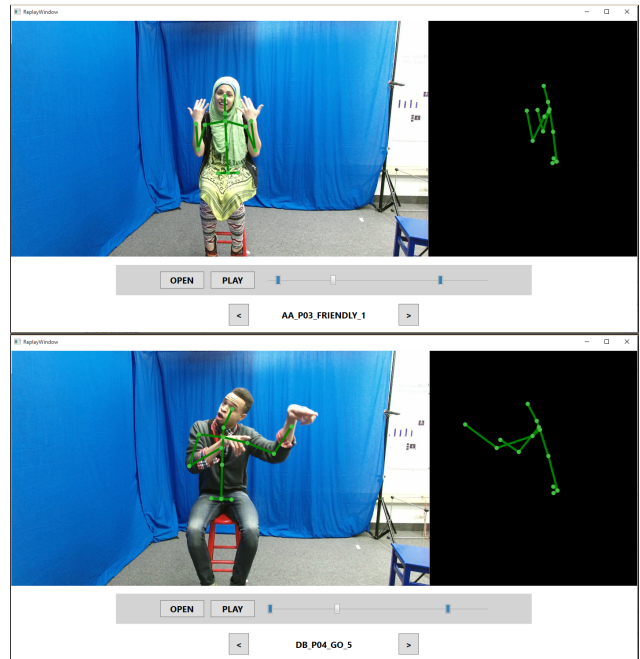 ReplayWindow
OPEN
PLAY
<
AA_P03_FRIENDLY_1
>
ReplayWindow
OPEN
PLAY
<
DB_P04_GO_5
>